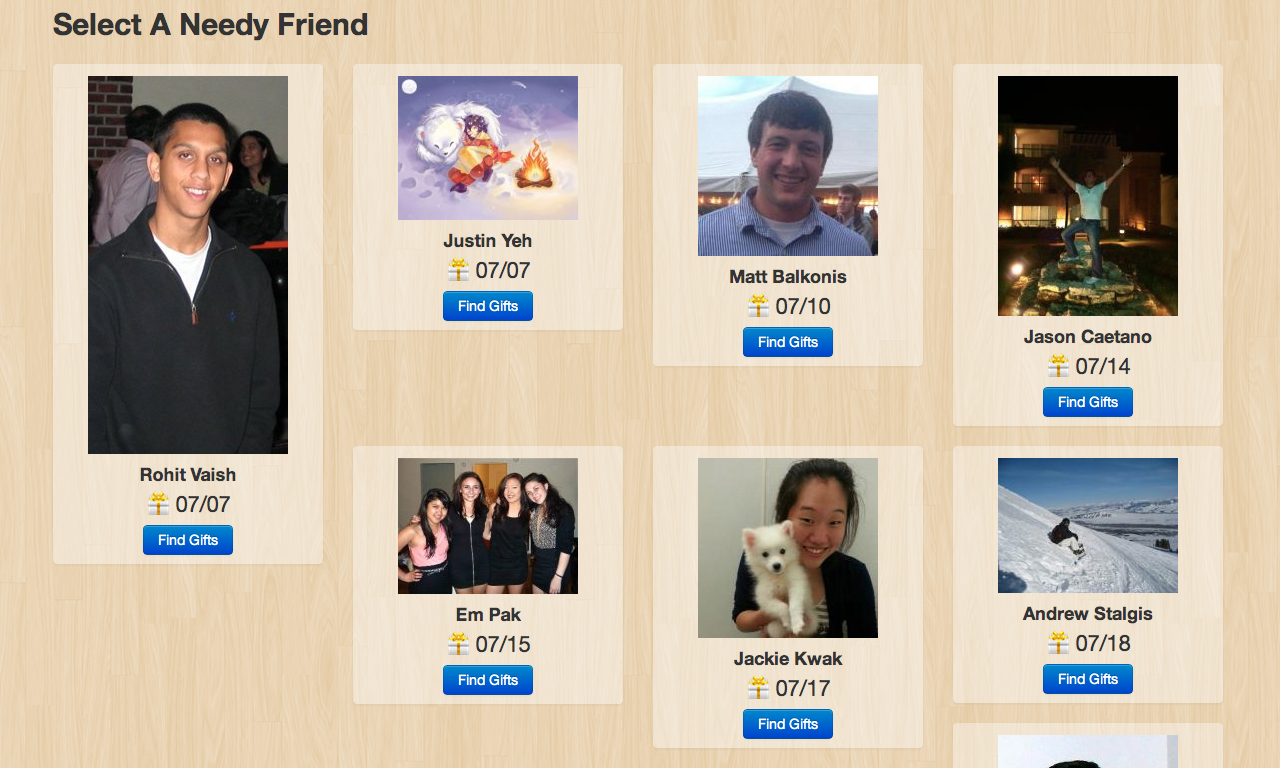 Select A Needy Friend
Rohit Vaish
07/07
Find Gifts
Justin Yeh
07/07
Find Gifts
Matt Balkonis
07/10
Find Gifts
Jason Caetano
07/14
Find Gifts
Em Pak
07/15
Find Gifts
Jackie Kwak
07/17
Find Gifts
Andrew Stalgis
07/18
Find Gifts